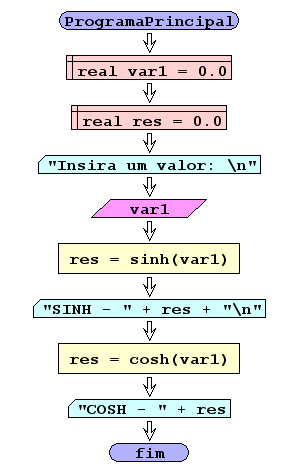 ProgramaPrincipal
real var1 = 0.0
real res = 0.0
"Insira um valor: \n"
var1
res = sinh(var1)
"SINH - " + res + "\n"
res = cosh(var1)
"COSH - " + res
fim